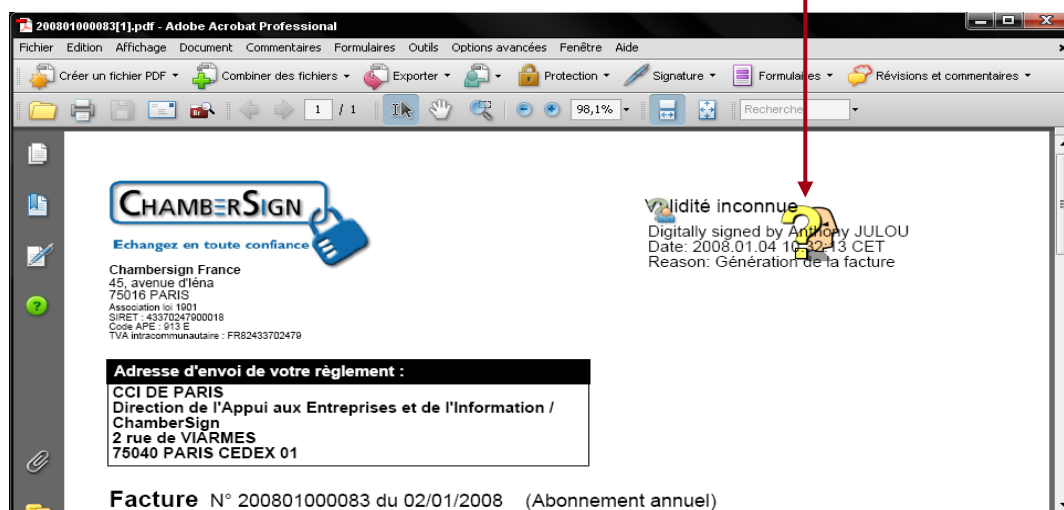 200801000083[1].pdf - Adobe Acrobat Professional
Fichier Edition Affichage Document Commentaires Formulaires Outils Options avancées Fenêtre Aide
Créer un fichier PDF Combiner des fichiers Exporter Protection Signature Formulaires Révisions et commentaires
1 / 1 98,1% Recherche
CHAMBERSIGN
Echangez en toute confiance
Validité inconnue
Digitally signed by Anthony JULOU
Date: 2008.01.04 10:32:13 CET
Reason: Génération de la facture
Chambersign France
45, avenue d'Iéna
75016 PARIS
Association loi 1901
SIRET : 43370247900018
Code APE : 913 E
TVA intracommunautaire : FR82433702479
Adresse d'envoi de votre règlement :
CCI DE PARIS
Direction de l'Appui aux Entreprises et de l'Information /
ChamberSign
2 rue de VIARMES
75040 PARIS CEDEX 01
Facture N° 200801000083 du 02/01/2008 (Abonnement annuel)